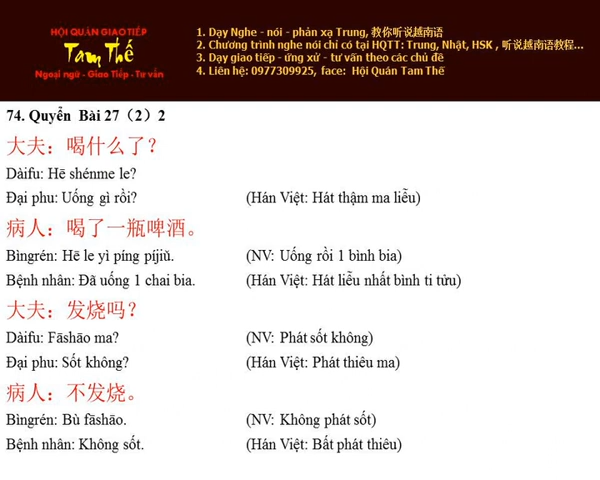 HỘI QUÁN GIAO TIẾP
Tam Thế
Ngoại ngữ - Giao Tiếp - Tư vấn
1. Dạy Nghe - nói - phản xạ Trung, 教你听说越南语
2. Chương trình nghe nói chỉ có tại HQTT: Trung, Nhật, HSK , 听说越南语教程...
3. Dạy giao tiếp - ứng xử - tư vấn theo các chủ đề
4. Liên hệ: 0977309925, face: Hội Quán Tam Thế
74. Quyển Bài 27（2）2
大夫：喝什么了？
Dàifu: Hē shénme le?
Đại phu: Uống gì rồi? (Hán Việt: Hát thậm ma liễu)
病人：喝了一瓶啤酒。
Bìngrén: Hē le yì píng píjiǔ. (NV: Uống rồi 1 bình bia)
Bệnh nhân: Đã uống 1 chai bia. (Hán Việt: Hát liễu nhất bình ti tửu)
大夫：发烧吗？
Dàifu: Fāshāo ma? (NV: Phát sốt không)
Đại phu: Sốt không? (Hán Việt: Phát thiêu ma)
病人：不发烧。
Bìngrén: Bù fāshāo. (NV: Không phát sốt)
Bệnh nhân: Không sốt. (Hán Việt: Bất phát thiêu)